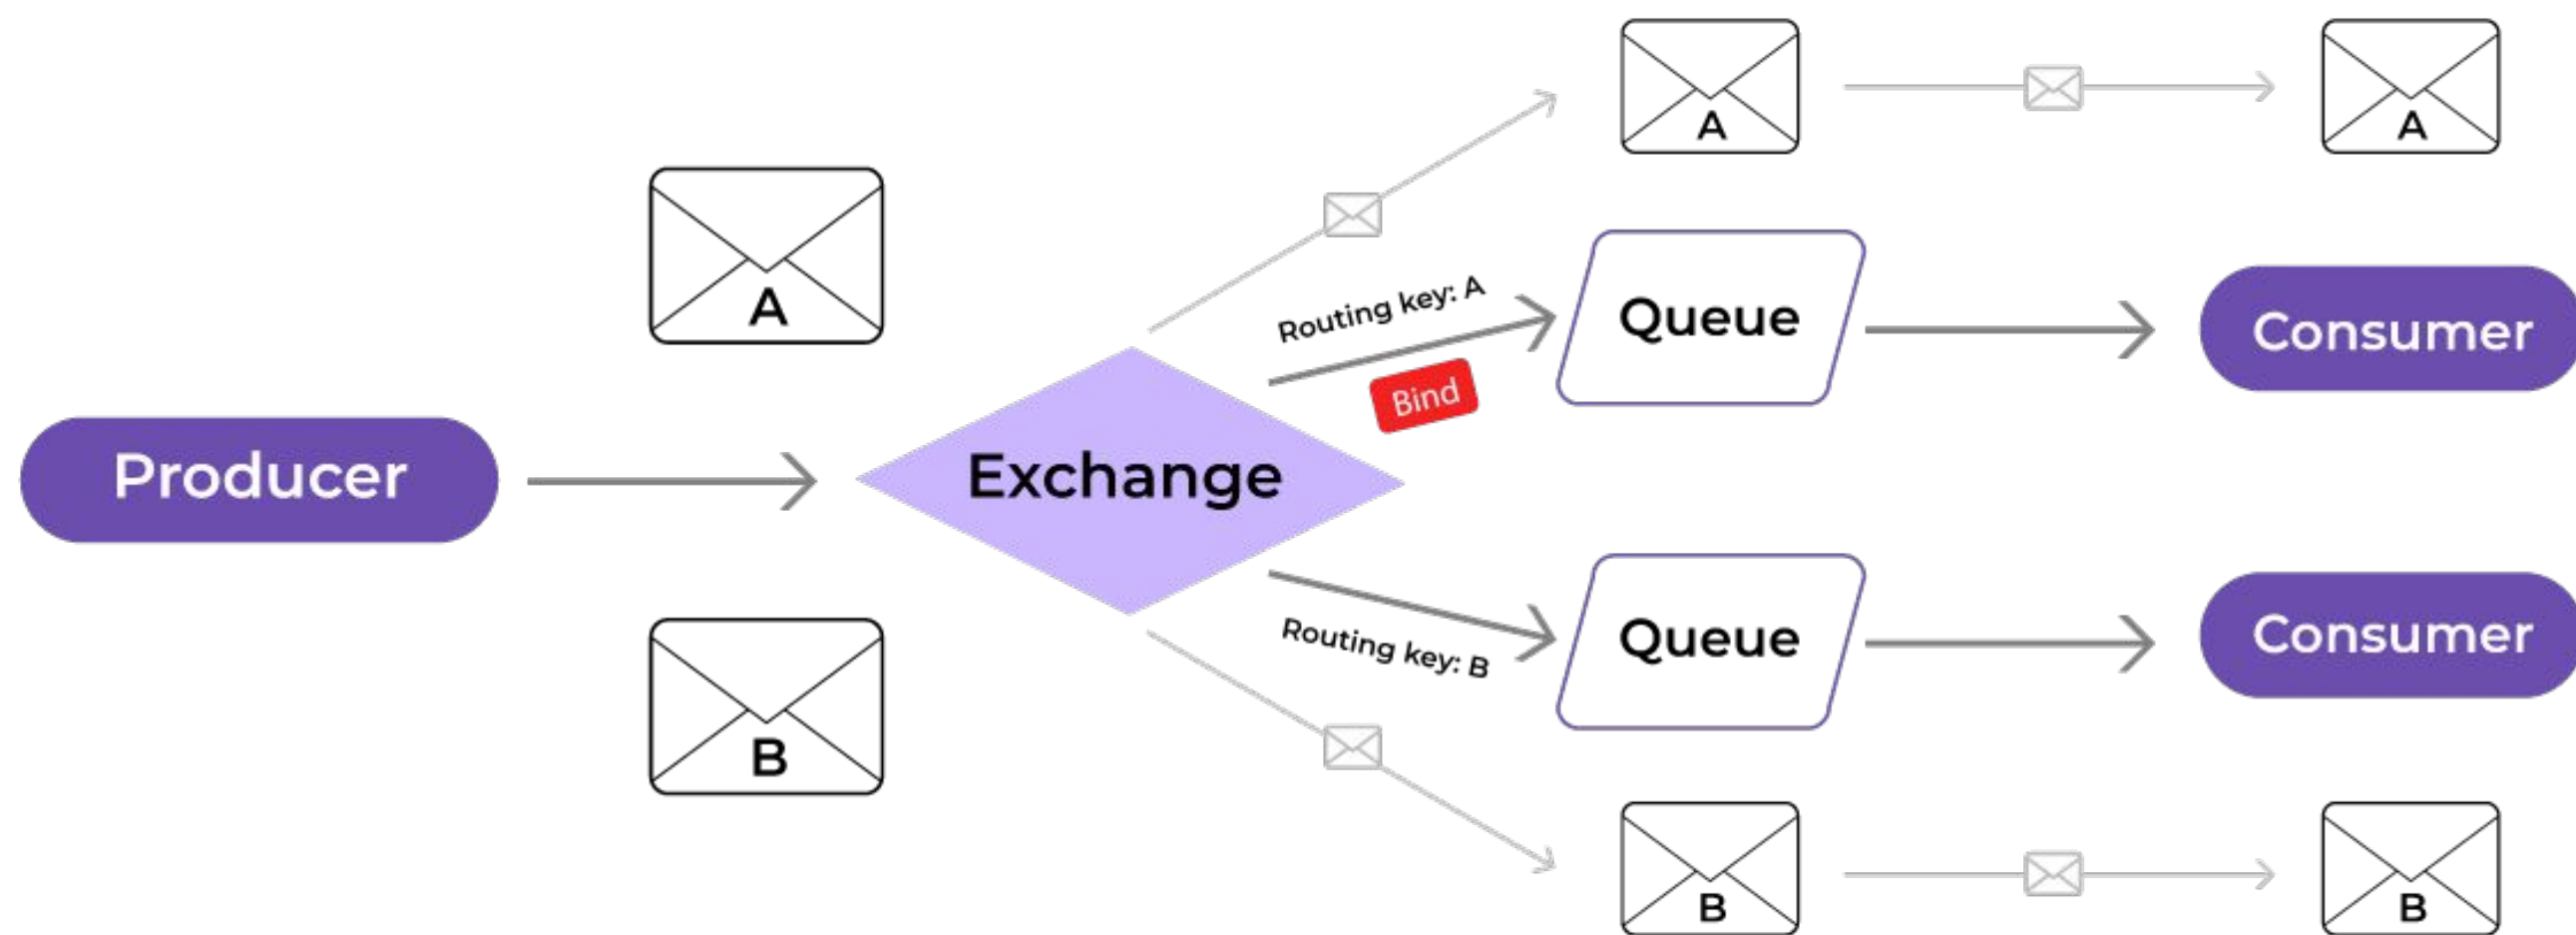 A
A
A
Routing key: A
Queue
Consumer
Bind
Producer
Exchange
Queue
Consumer
Routing key: B
B
B
B